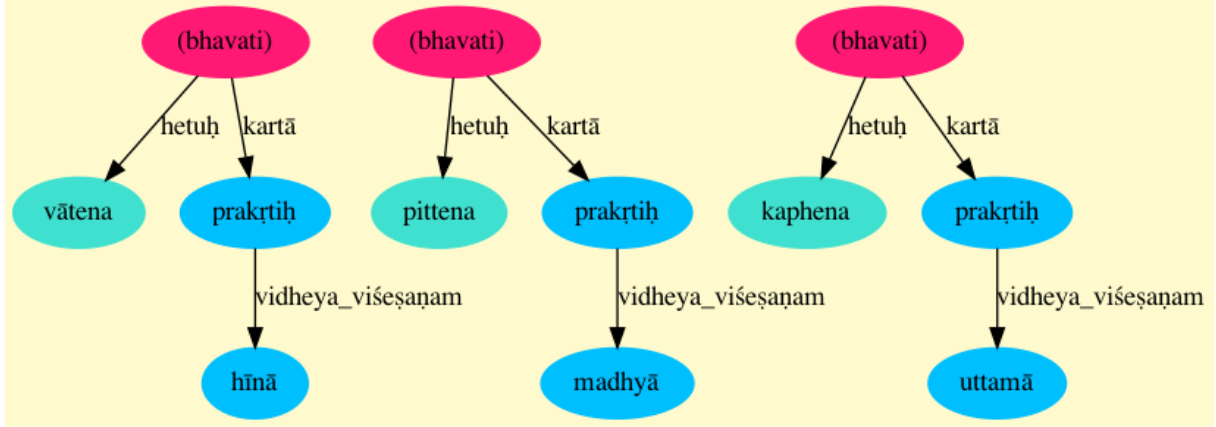 (bhavati) (bhavati) (bhavati)
hetuḥ kartā hetuḥ kartā hetuḥ kartā
vātena prakṛtiḥ pittena prakṛtiḥ kaphena prakṛtiḥ
vidheya_viśeṣaṇam vidheya_viśeṣaṇam vidheya_viśeṣaṇam
hīnā madhyā uttamā